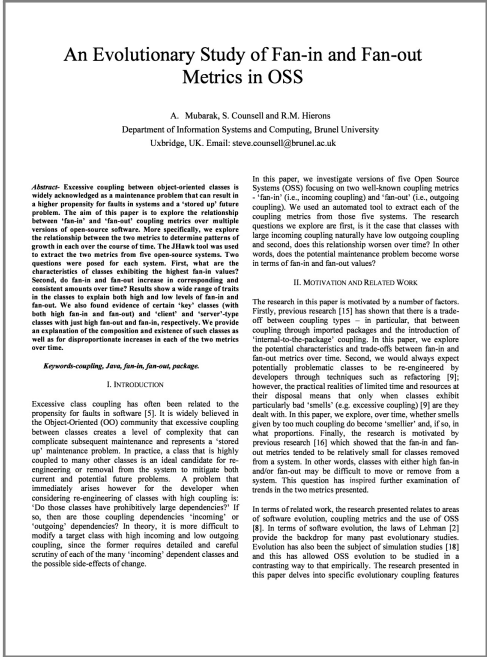 An Evolutionary Study of Fan-in and Fan-out
Metrics in OSS
A. Mubarak, S. Counsell and R.M. Hierons
Department of Information Systems and Computing, Brunel University
Uxbridge, UK. Email: steve.counsell@brunel.ac.uk
Abstract- Excessive coupling between object-oriented classes is
widely acknowledged as a maintenance problem that can result in
a higher propensity for faults in systems and a 'stored up' future
problem. The aim of this paper is to explore the relationship
between 'fan-in' and 'fan-out' coupling metrics over multiple
versions of open-source software. More specifically, we explore
the relationship between the two metrics to determine patterns of
growth in each over the course of time. The JHawk tool was used
to extract the two metrics from five open-source systems. Two
questions were posed for each system. First, what are the
characteristics of classes exhibiting the highest fan-in values?
Second, do fan-in and fan-out increase in corresponding and
consistent amounts over time? Results show a wide range of traits
in the classes to explain both high and low levels of fan-in and
fan-out. We also found evidence of certain 'key' classes (with
both high fan-in and fan-out) and 'client' and 'server'-type
classes with just high fan-out and fan-in, respectively. We provide
an explanation of the composition and existence of such classes as
well as for disproportionate increases in each of the two metrics
over time.
Keywords-coupling, Java, fan-in, fan-out, package.
I. INTRODUCTION
Excessive class coupling has often been related to the
propensity for faults in software [5]. It is widely believed in
the Object-Oriented (OO) community that excessive coupling
between classes creates a level of complexity that can
complicate subsequent maintenance and represents a 'stored
up' maintenance problem. In practice, a class that is highly
coupled to many other classes is an ideal candidate for re-
engineering or removal from the system to mitigate both
current and potential future problems. A problem that
immediately arises however for the developer when
considering re-engineering of classes with high coupling is:
'Do those classes have prohibitively large dependencies?' If
so, then are those coupling dependencies 'incoming' or
'outgoing' dependencies? In theory, it is more difficult to
modify a target class with high incoming and low outgoing
coupling, since the former requires detailed and careful
scrutiny of each of the many 'incoming' dependent classes and
the possible side-effects of change.
In this paper, we investigate versions of five Open Source
Systems (OSS) focusing on two well-known coupling metrics
- 'fan-in' (i.e., incoming coupling) and 'fan-out' (i.e., outgoing
coupling). We used an automated tool to extract each of the
coupling metrics from those five systems. The research
questions we explore are first, is it the case that classes with
large incoming coupling naturally have low outgoing coupling
and second, does this relationship worsen over time? In other
words, does the potential maintenance problem become worse
in terms of fan-in and fan-out values?
II. MOTIVATION AND RELATED WORK
The research in this paper is motivated by a number of factors.
Firstly, previous research [15] has shown that there is a trade-
off between coupling types – in particular, that between
coupling through imported packages and the introduction of
'internal-to-the-package' coupling. In this paper, we explore
the potential characteristics and trade-offs between fan-in and
fan-out metrics over time. Second, we would always expect
potentially problematic classes to be re-engineered by
developers through techniques such as refactoring [9];
however, the practical realities of limited time and resources at
their disposal means that only when classes exhibit
particularly bad 'smells' (e.g. excessive coupling) [9] are they
dealt with. In this paper, we explore, over time, whether smells
given by too much coupling do become 'smellier' and, if so, in
what proportions. Finally, the research is motivated by
previous research [16] which showed that the fan-in and fan-
out metrics tended to be relatively small for classes removed
from a system. In other words, classes with either high fan-in
and/or fan-out may be difficult to move or remove from a
system. This question has inspired further examination of
trends in the two metrics presented.
In terms of related work, the research presented relates to areas
of software evolution, coupling metrics and the use of OSS
[8]. In terms of software evolution, the laws of Lehman [2]
provide the backdrop for many past evolutionary studies.
Evolution has also been the subject of simulation studies [18]
and this has allowed OSS evolution to be studied in a
contrasting way to that empirically. The research presented in
this paper delves into specific evolutionary coupling features